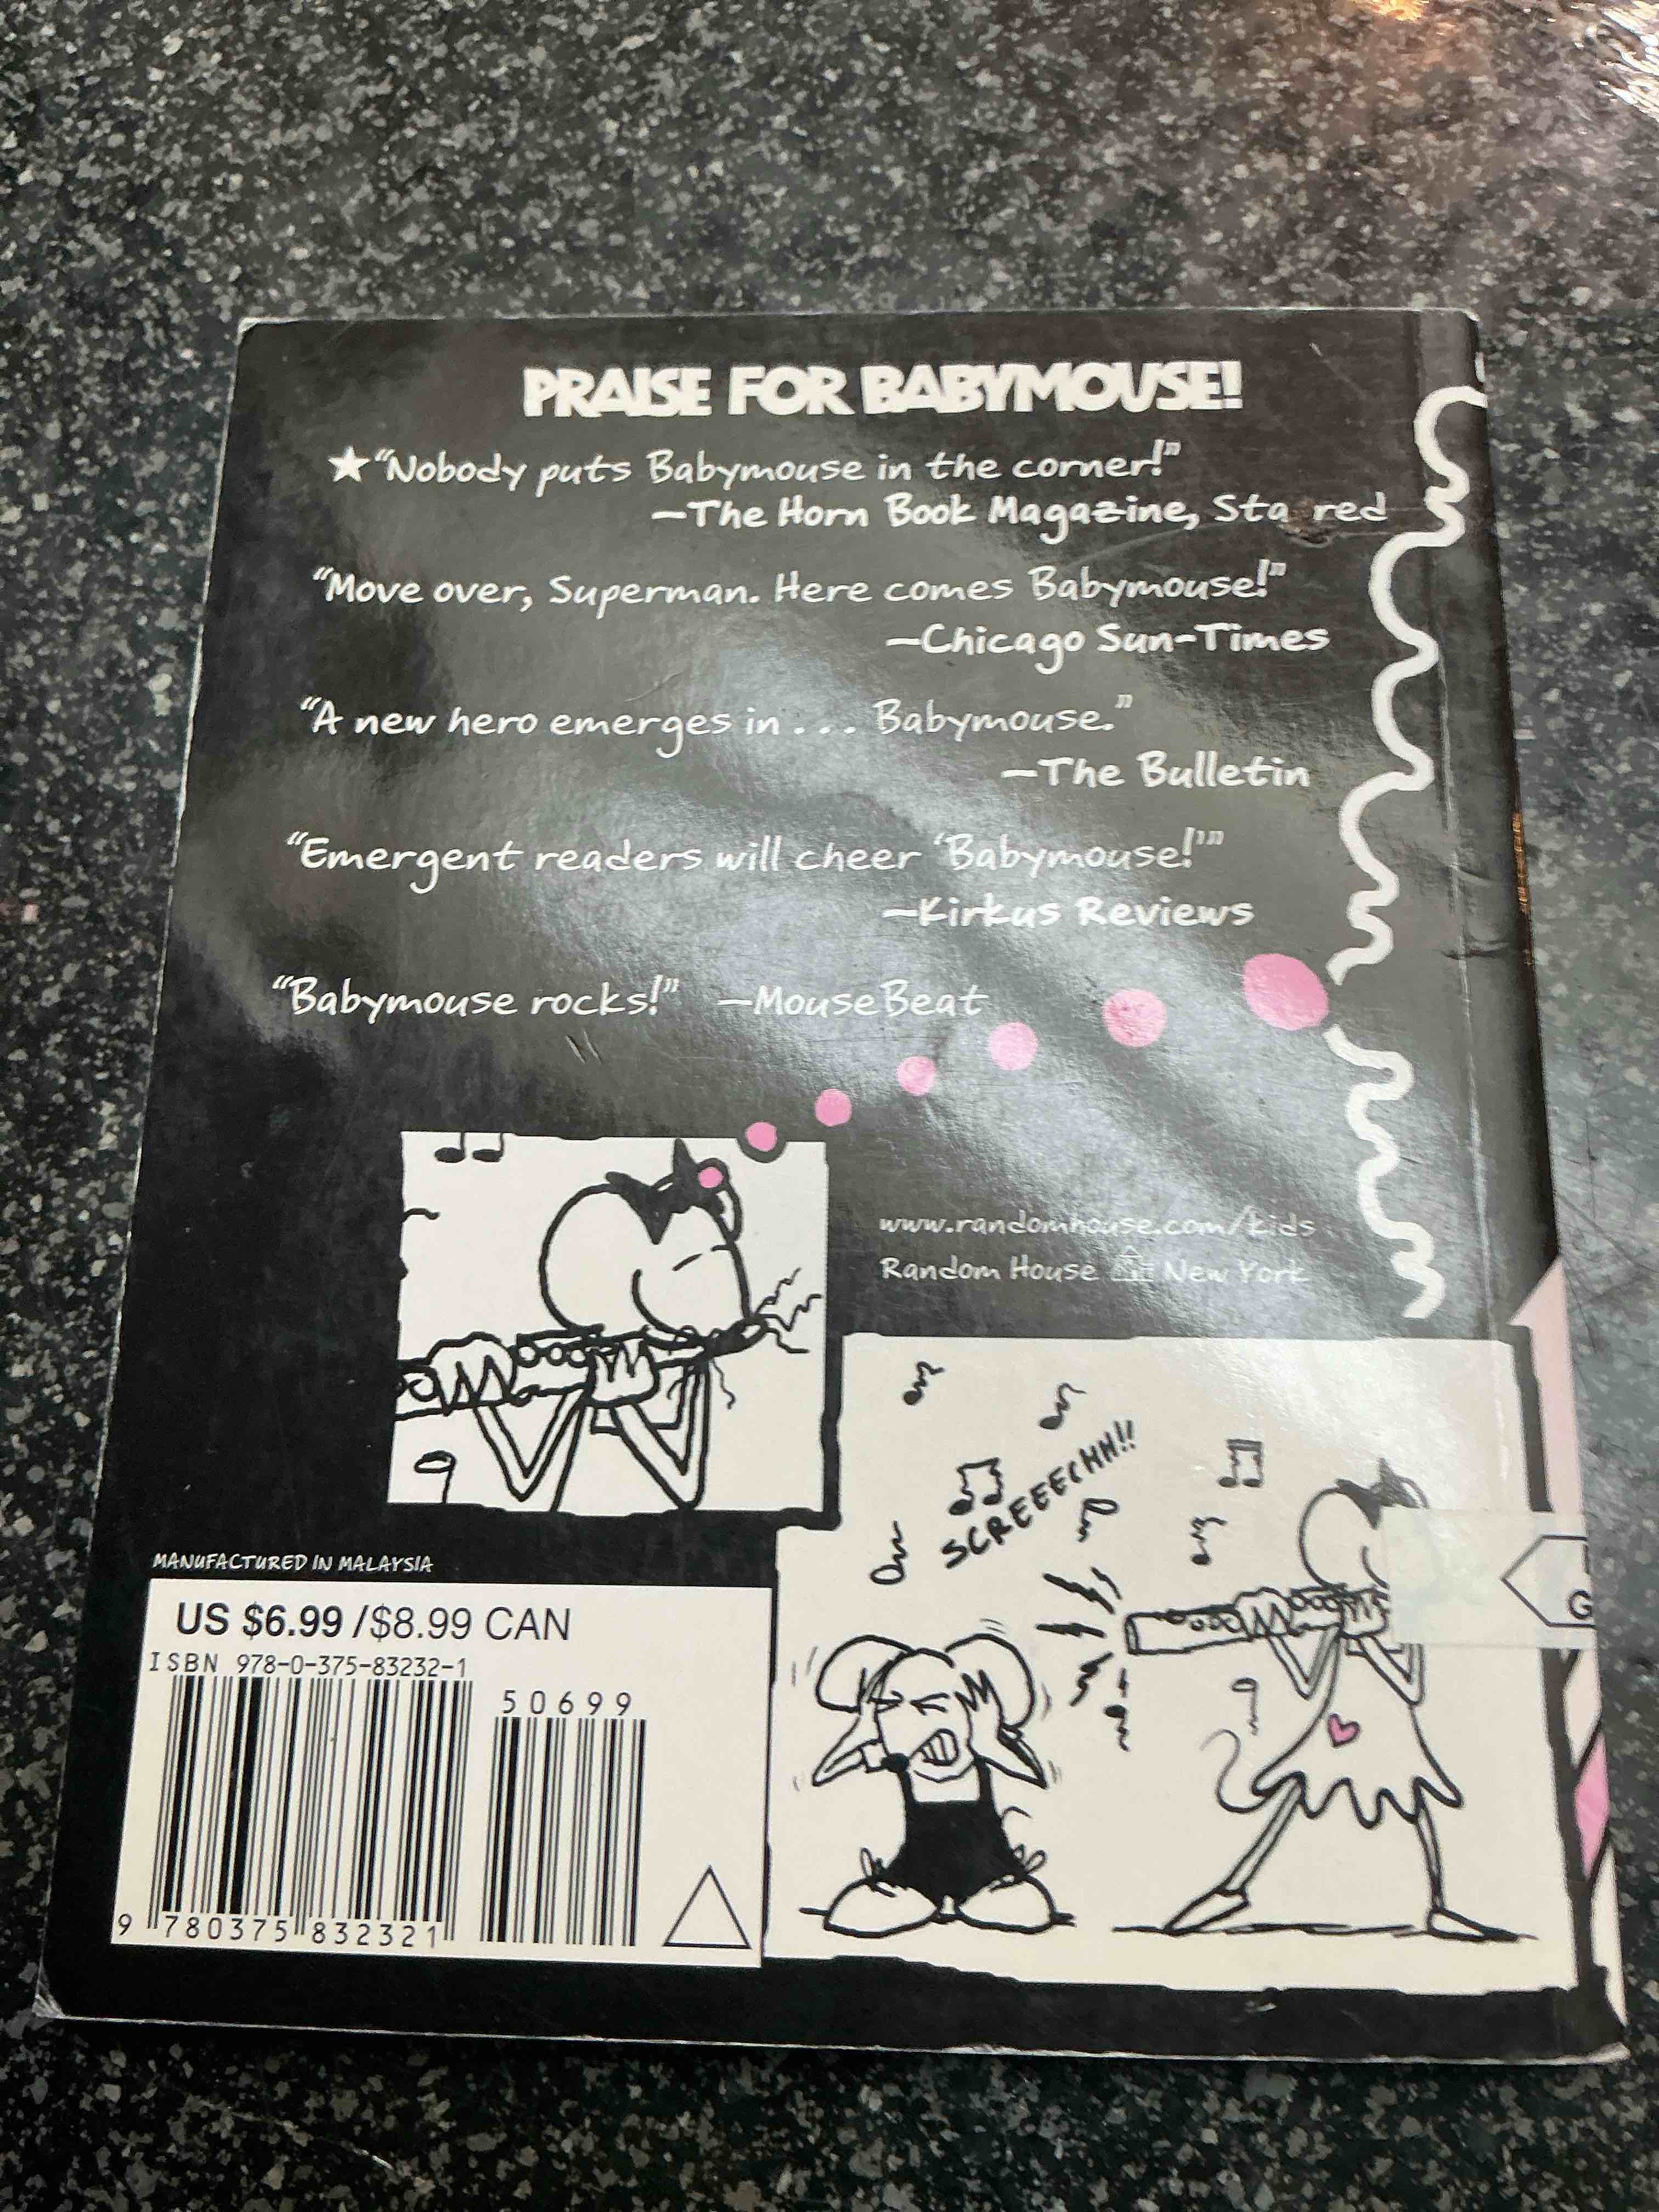 PRAISE FOR BABYMOUSE!
★“Nobody puts Babymouse in the corner!”
—The Horn Book Magazine, Sta red
“Move over, Superman. Here comes Babymouse!”
—Chicago Sun-Times
“A new hero emerges in . . . Babymouse.”
—The Bulletin
“Emergent readers will cheer ‘Babymouse!’”
—Kirkus Reviews
“Babymouse rocks!” —MouseBeat
www.randomhouse.com/kids
Random House New York
SCREEECHH!!
G
MANUFACTURED IN MALAYSIA
US $6.99 /$8.99 CAN
ISBN 978-0-375-83232-1
50699
9 780375 832321